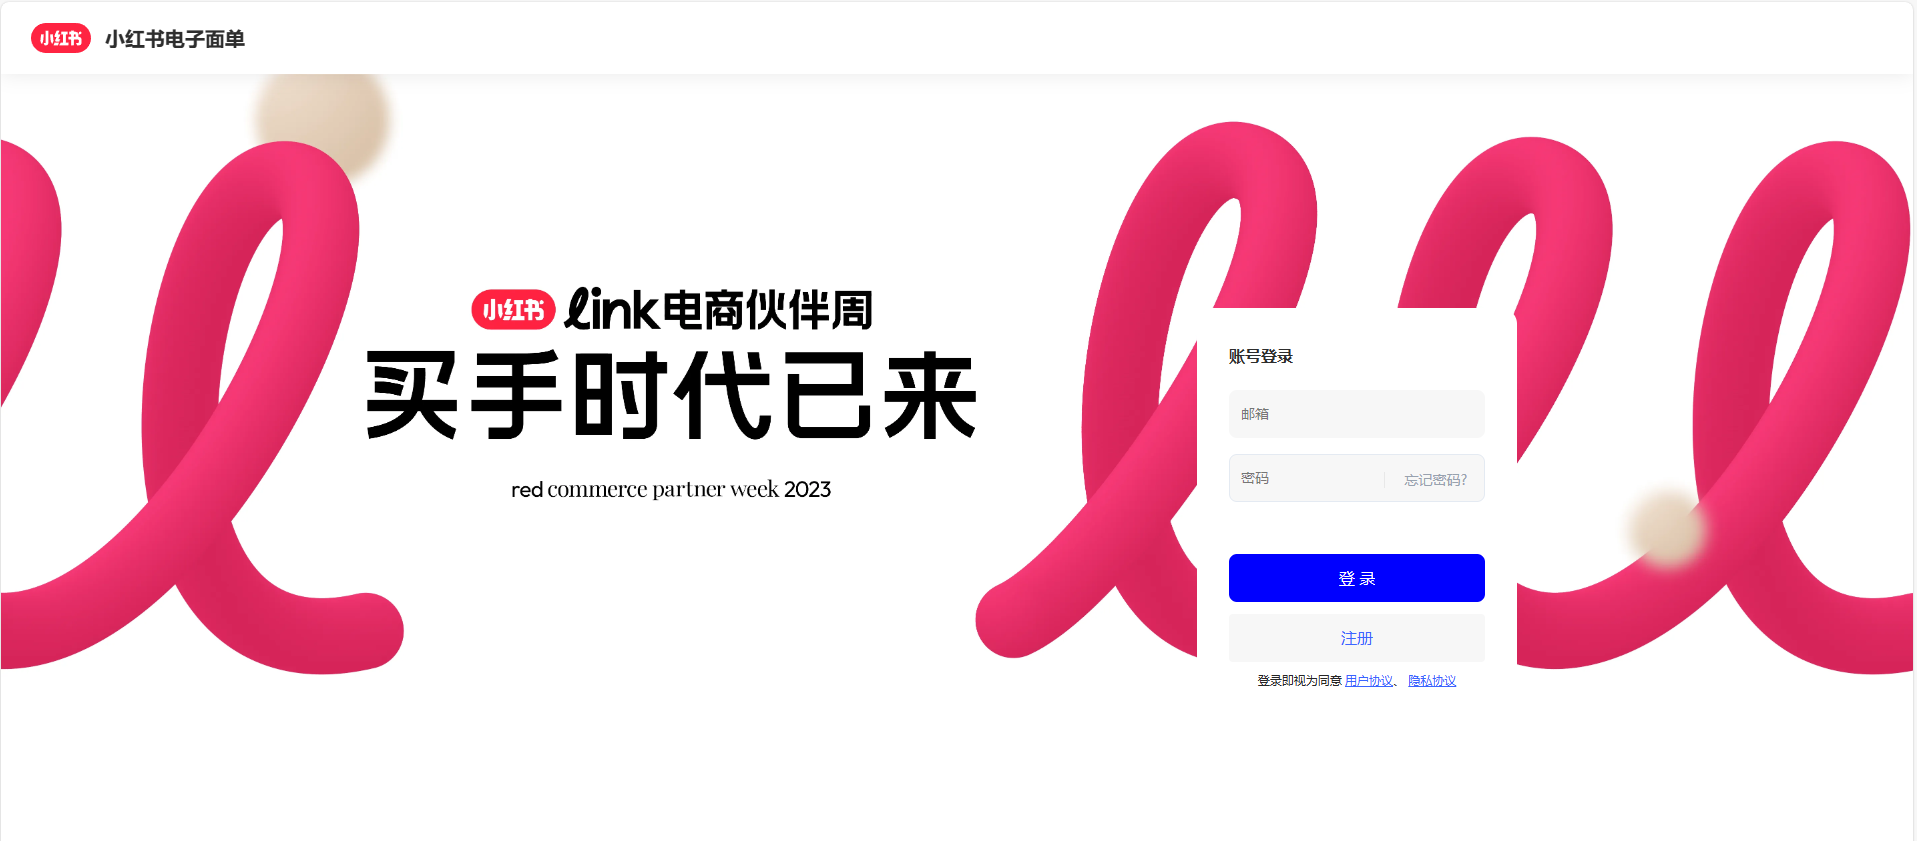 小红书 小红书电子面单
小红书 link电商伙伴周
买手时代已来
red commerce partner week 2023
账号登录
邮箱
密码 忘记密码?
登 录
注册
登录即视为同意 用户协议、 隐私协议